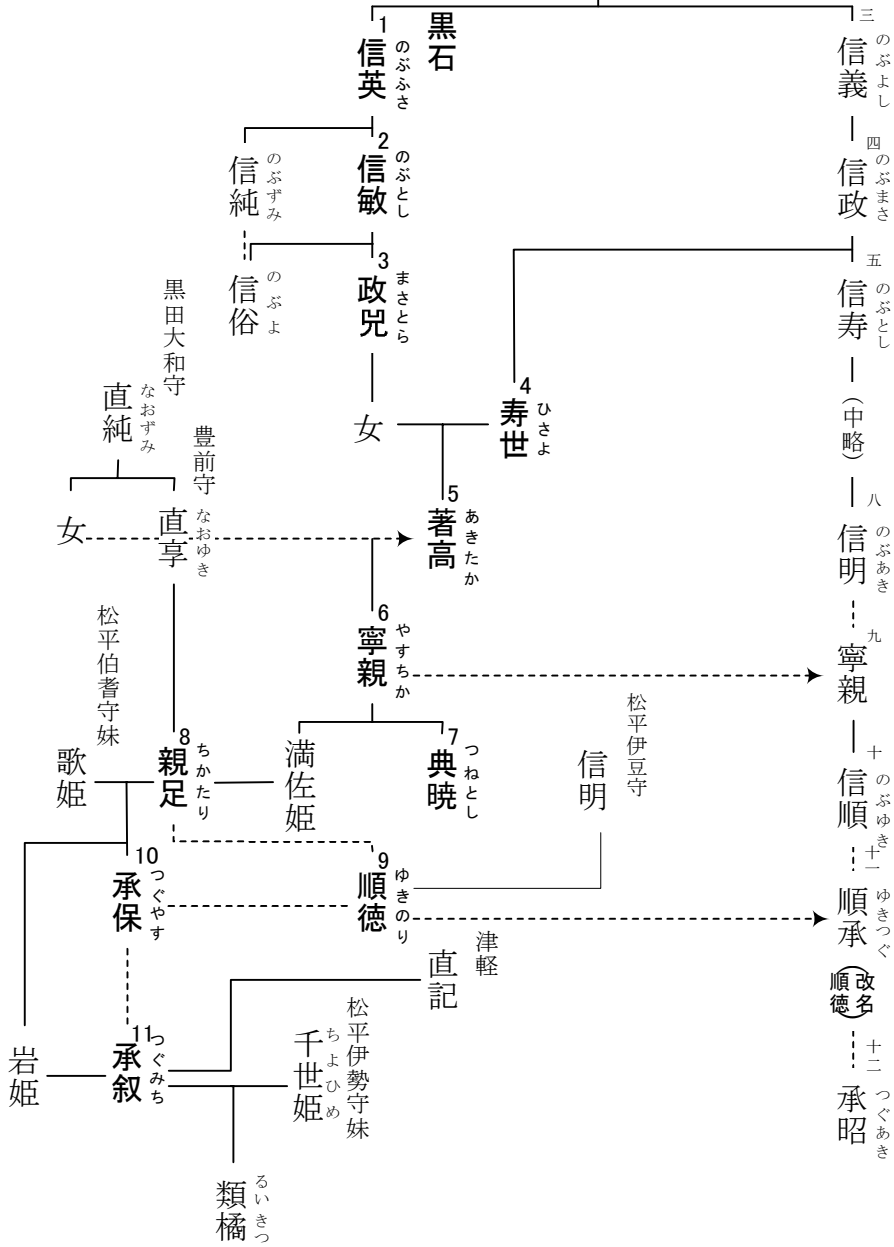 三
信義 のぶよし
四
信政 のぶまさ
五
信寿 のぶとし
(中略)
八
信明 のぶあき
九
寧親
十
信順 のぶゆき
十一
順承 ゆきつぐ
(改名
順徳)
十二
承昭 つぐあき
黒石
1
信英 のぶふさ
2
信敏 のぶとし
信純 のぶずみ
3
政兕 まさとら
信俗 のぶよ
女
4
寿世 ひさよ
5
著高 あきたか
黒田大和守
直純 なおずみ
豊前守
直享 なおゆき
女
6
寧親 やすちか
7
典暁 つねとし
満佐姫
8
親足 ちかたり
松平伯耆守妹
歌姫
松平伊豆守
信明
9
順徳 ゆきのり
10
承保 つぐやす
津軽
直記
11
承叙 つぐみち
岩姫
松平伊勢守妹
千世姫 ちよひめ
類橘 るいきつ